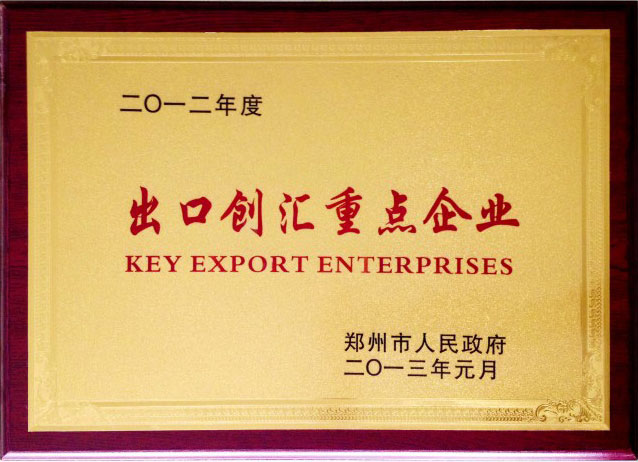 二〇一二年度
出口创汇重点企业
KEY EXPORT ENTERPRISES
郑州市人民政府
二〇一三年元月